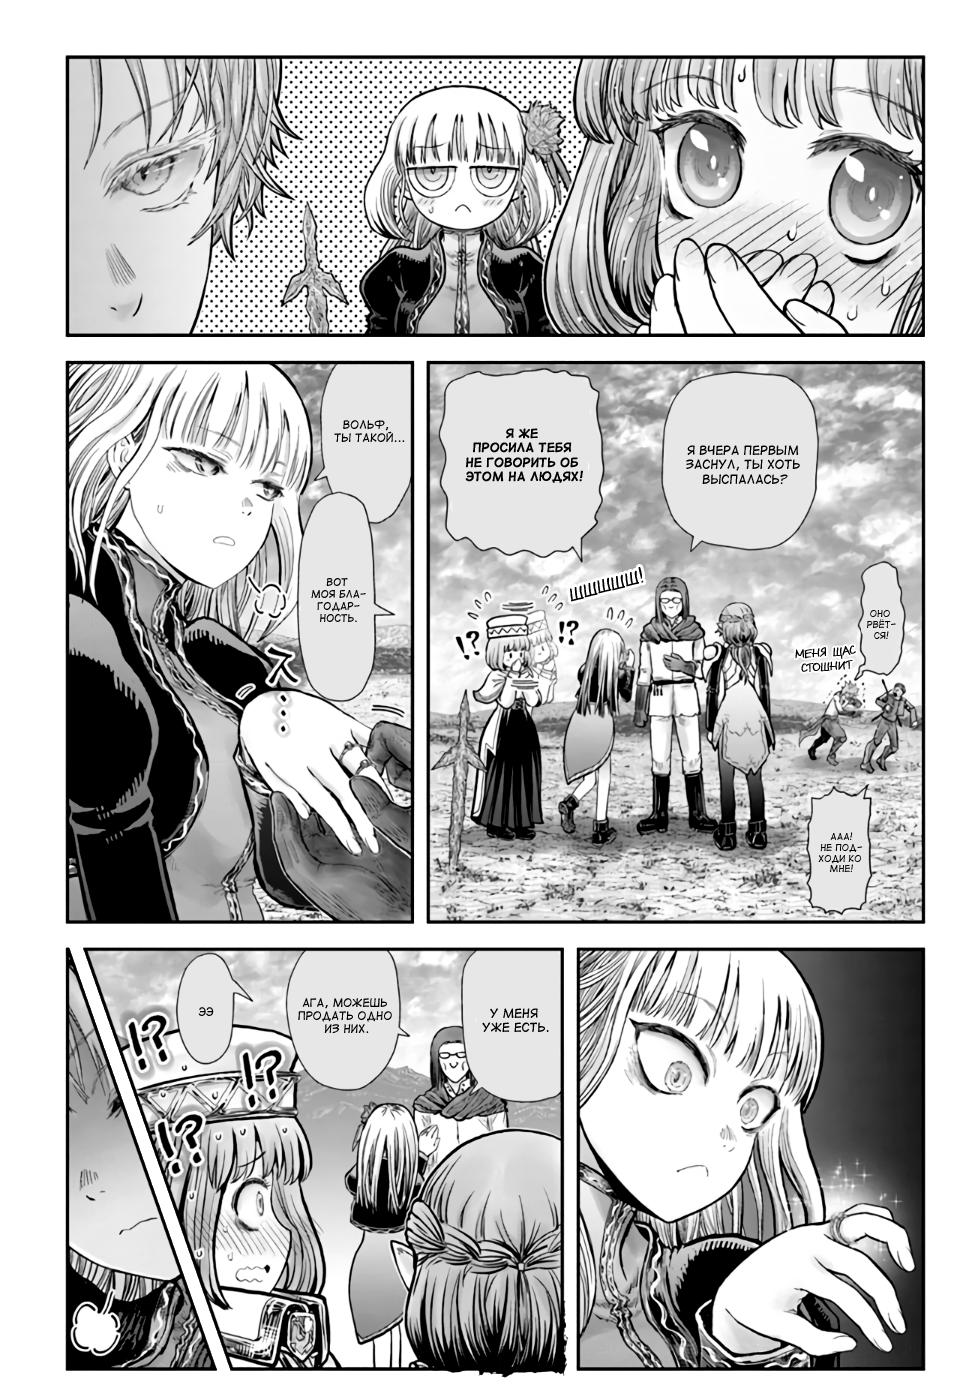 Я ВЧЕРА ПЕРВЫМ
ЗАСНУЛ, ТЫ ХОТЬ
ВЫСПАЛАСЬ?
Я ЖЕ
ПРОСИЛА ТЕБЯ
НЕ ГОВОРИТЬ ОБ
ЭТОМ НА ЛЮДЯХ!
ШШШШШШ!
!?
!?
ОНО
РВЁТ-
СЯ!
МЕНЯ ЩАС
СТОШНИТ
ААА!
НЕ ПОД-
ХОДИ КО
МНЕ!
ВОЛЬФ,
ТЫ ТАКОЙ...
ВОТ
МОЯ БЛА-
ГОДАР-
НОСТЬ.
ス...
У МЕНЯ
УЖЕ ЕСТЬ.
АГА, МОЖЕШЬ
ПРОДАТЬ ОДНО
ИЗ НИХ.
ЭЭ
!?
!?
!?